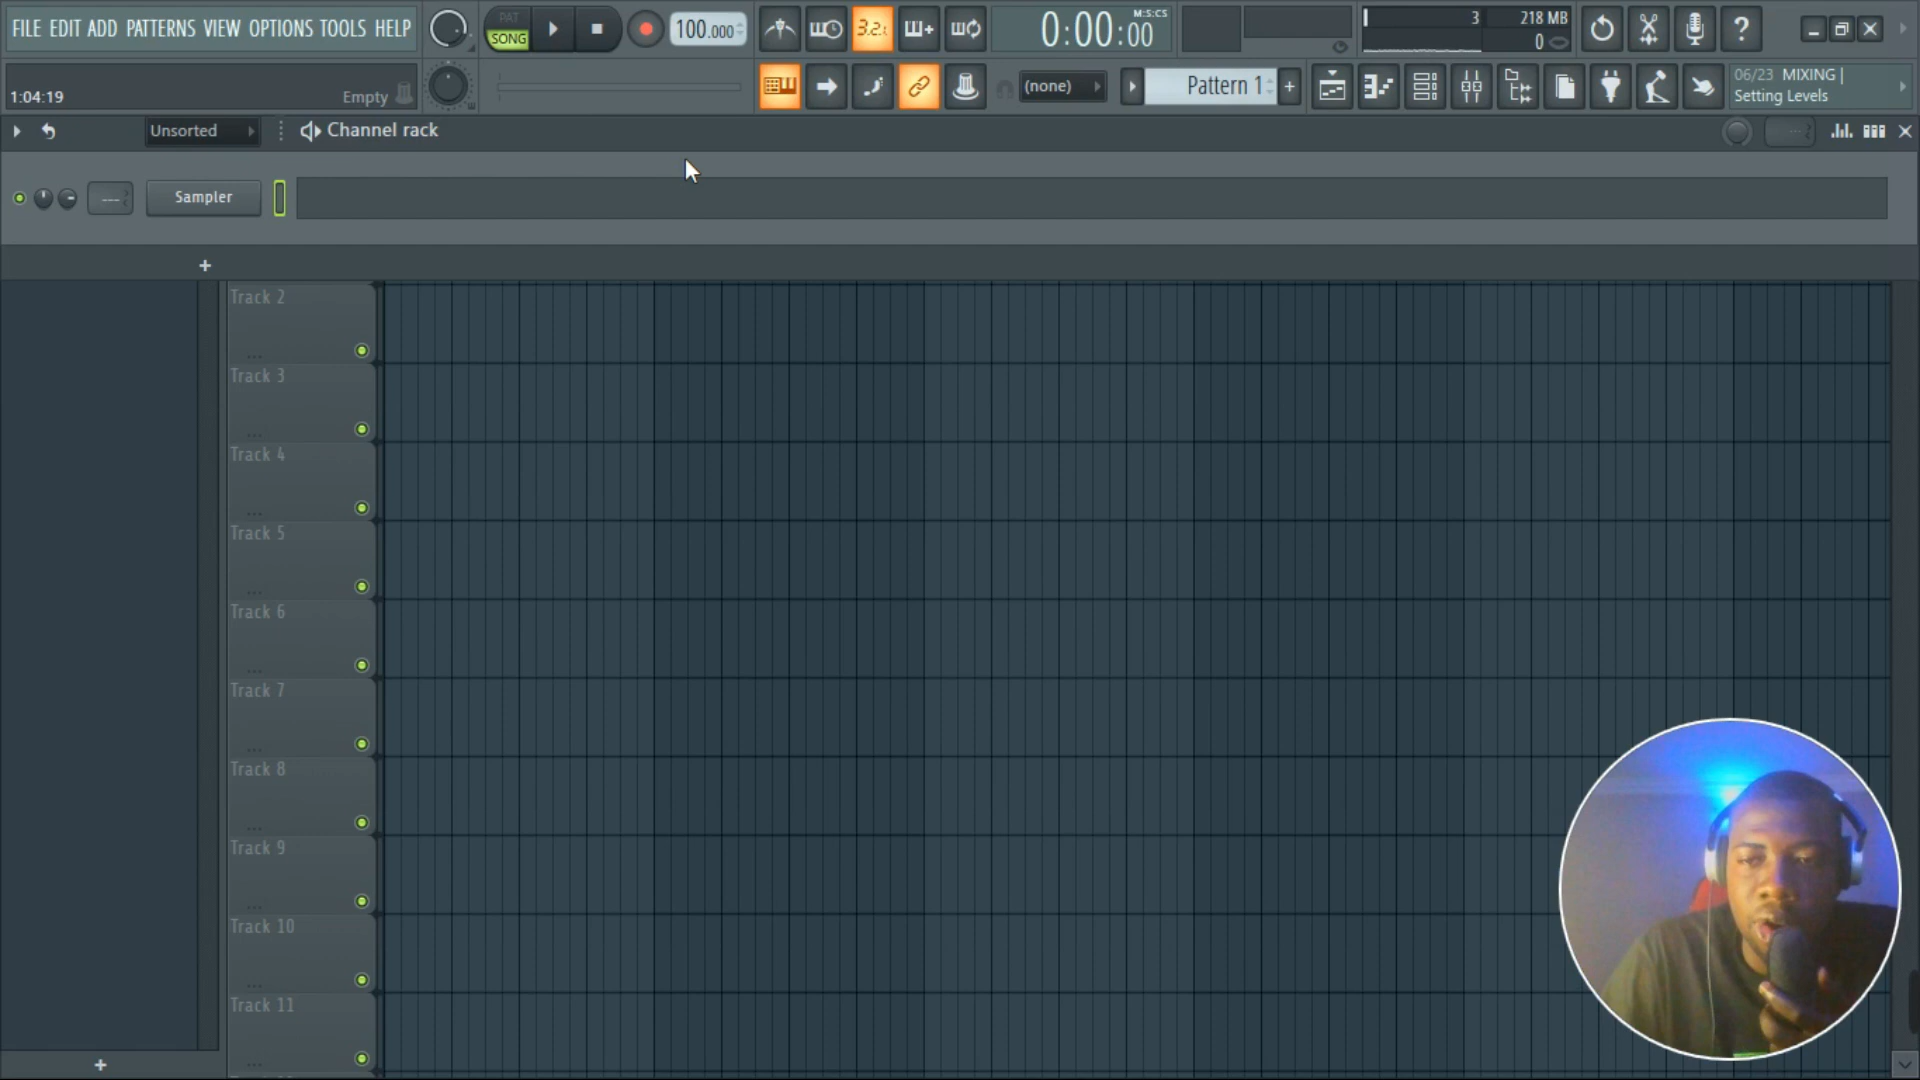 FILE EDIT ADD PATTERNS VIEW OPTIONS TOOLS HELP
PAT
SONG
100.000
3.2.
0:00:00
M:S:CS
3
218 MB
0
?
1:04:19
Empty
(none)
Pattern 1
+
06/23 MIXING |
Setting Levels
Unsorted
Channel rack
---
Sampler
+
Track 2
...
Track 3
...
Track 4
...
Track 5
...
Track 6
...
Track 7
...
Track 8
...
Track 9
...
Track 10
...
Track 11
...
+